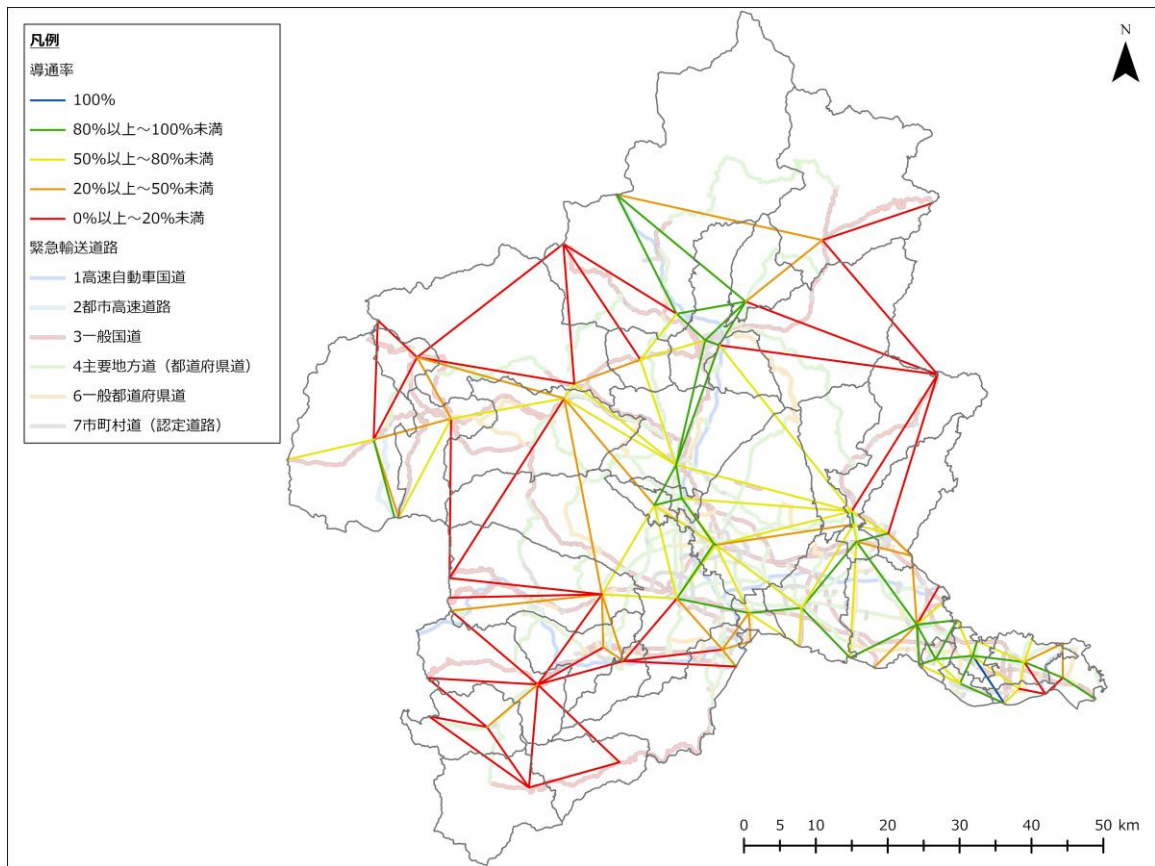 凡例
導通率
100%
80%以上～100%未満
50%以上～80%未満
20%以上～50%未満
0%以上～20%未満
緊急輸送道路
1高速自動車国道
2都市高速道路
3一般国道
4主要地方道（都道府県道）
6一般都道府県道
7市町村道（認定道路）
N
0 5 10 20 30 40 50 km